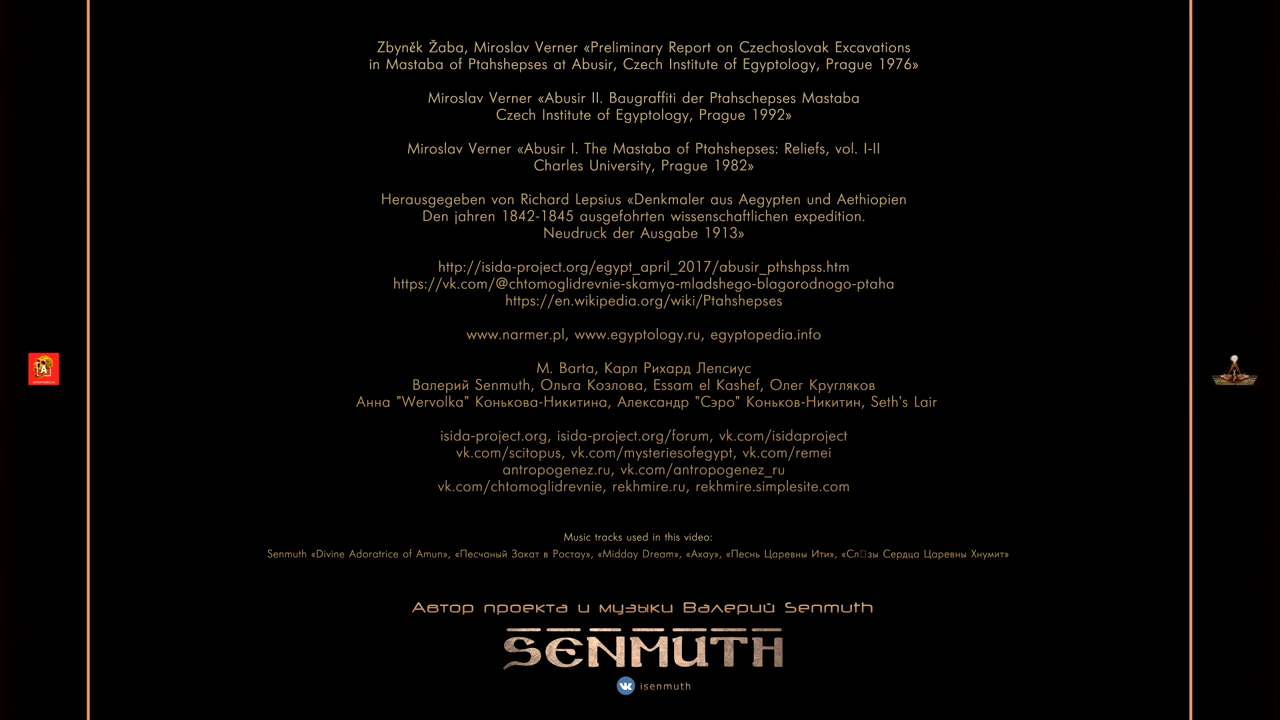 Zbyněk Žaba, Miroslav Verner «Preliminary Report on Czechoslovak Excavations
in Mastaba of Ptahshepses at Abusir, Czech Institute of Egyptology, Prague 1976»
Miroslav Verner «Abusir II. Baugraffiti der Ptahschepses Mastaba
Czech Institute of Egyptology, Prague 1992»
Miroslav Verner «Abusir I. The Mastaba of Ptahshepses: Reliefs, vol. I-II
Charles University, Prague 1982»
Herausgegeben von Richard Lepsius «Denkmaler aus Aegypten und Aethiopien
Den jahren 1842-1845 ausgefohrten wissenschaftlichen expedition.
Neudruck der Ausgabe 1913»
http://isida-project.org/egypt_april_2017/abusir_pthshpss.htm
https://vk.com/@chtomoglidrevnie-skamya-mladshego-blagorodnogo-ptaha
https://en.wikipedia.org/wiki/Ptahshepses
www.narmer.pl, www.egyptology.ru, egyptopedia.info
M. Barta, Карл Рихард Лепсиус
Валерий Senmuth, Ольга Козлова, Essam el Kashef, Олег Кругляков
Анна "Wervolka" Конькова-Никитина, Александр "Сэро" Коньков-Никитин, Seth's Lair
isida-project.org, isida-project.org/forum, vk.com/isidaproject
vk.com/scitopus, vk.com/mysteriesofegypt, vk.com/remei
antropogenez.ru, vk.com/antropogenez_ru
vk.com/chtomoglidrevnie, rekhmire.ru, rekhmire.simplesite.com
Music tracks used in this video:
Senmuth «Divine Adoratrice of Amun», «Песчаный Закат в Ростау», «Midday Dream», «Ахау», «Песнь Царевны Ити», «Сл□зы Сердца Царевны Хнумит»
Автор проекта и музыки Валерий Senmuth
SENMUTH
isenmuth